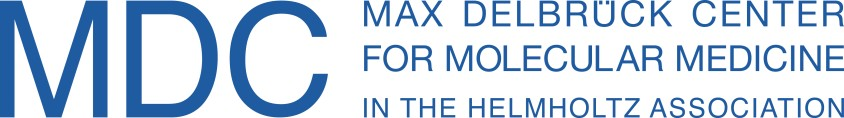 MDC
MAX DELBRÜCK CENTER
FOR MOLECULAR MEDICINE
IN THE HELMHOLTZ ASSOCIATION